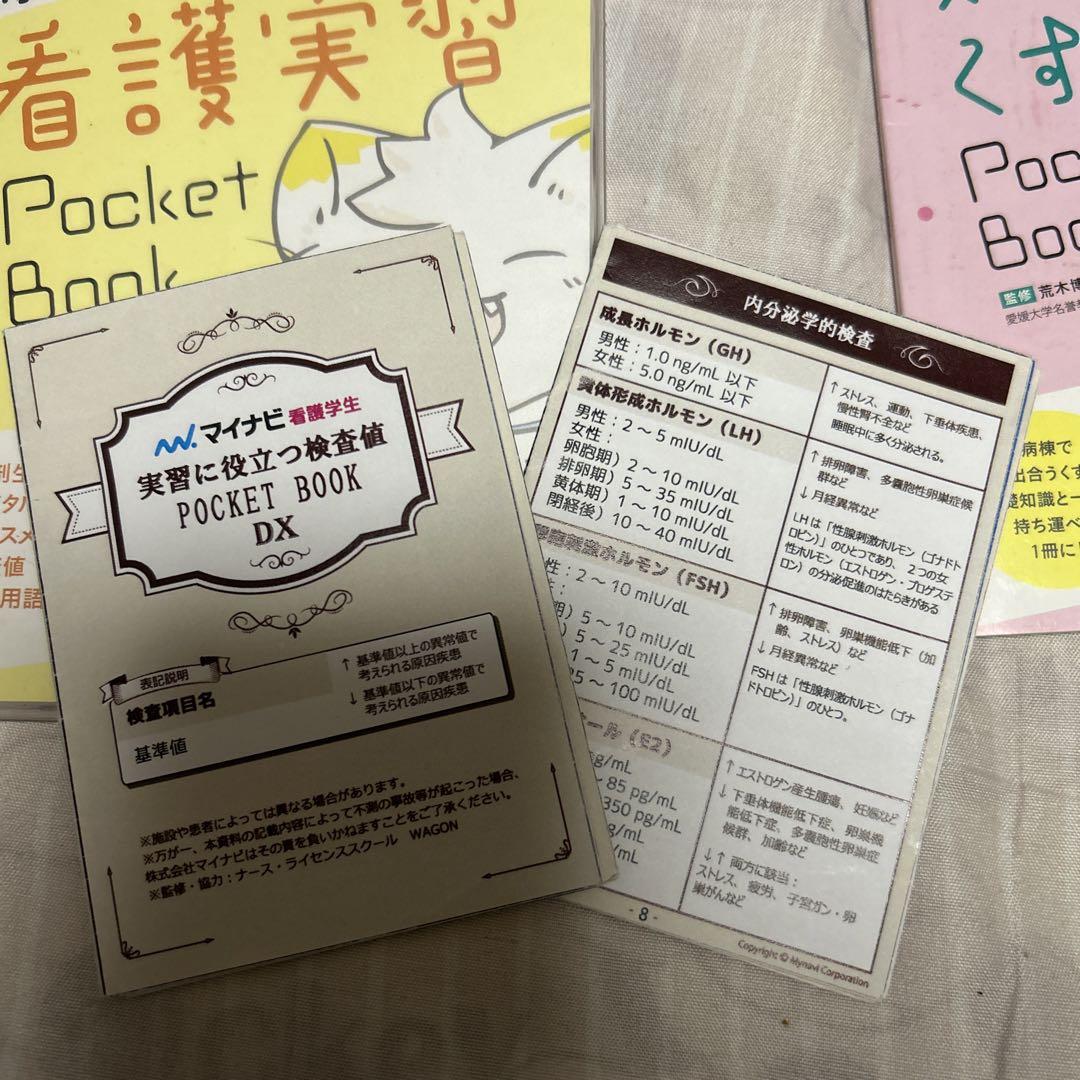 看護実習
Pocket
Book
くす
Poc
Boo
監修 荒木博
愛媛大学名誉
病棟で
出合うくす
礎知識と一
持ち運べ
1冊に
マイナビ 看護学生
実習に役立つ検査値
POCKET BOOK
DX
表記説明
検査項目名
基準値
↑ 基準値以上の異常値で
考えられる原因疾患
↓ 基準値以下の異常値で
考えられる原因疾患
※施設や患者によっては異なる場合があります。
※万が一、本資料の記載内容によって不測の事故等が起こった場合、
株式会社マイナビはその責を負いかねますことをご了承ください。
※監修・協力：ナース・ライセンススクール WAGON
内分泌学的検査
成長ホルモン（GH）
男性：1.0 ng/mL 以下
女性：5.0 ng/mL 以下
↑ ストレス、運動、下垂体疾患、
慢性腎不全など
睡眠中に多く分泌される。
黄体形成ホルモン（LH）
男性：2～5 mIU/dL
女性：
卵胞期）2～10 mIU/dL
排卵期）5～35 mIU/dL
黄体期）1～10 mIU/dL
閉経後）10～40 mIU/dL
↑ 排卵障害、多嚢胞性卵巣症候
群など
↓ 月経異常など
LHは「性腺刺激ホルモン（ゴナドト
ロピン）」のひとつであり、2つの女
性ホルモン（エストロゲン・プロゲステ
ロン）の分泌促進のはたらきがある
胞刺激ホルモン（FSH）
性：2～10 mIU/dL
：
期）5～10 mIU/dL
）5～25 mIU/dL
1～5 mIU/dL
25～100 mIU/dL
↑ 排卵障害、卵巣機能低下（加
齢、ストレス）など
↓ 月経異常など
FSHは「性腺刺激ホルモン（ゴナ
ドトロピン）」のひとつ。
ール（E2）
pg/mL
～85 pg/mL
350 pg/mL
g/mL
/mL
↑ エストロゲン産生腫瘍、妊娠など
↓ 下垂体機能低下症、卵巣機
能低下症、多嚢胞性卵巣症
候群、加齢など
↓↑ 両方に該当：
ストレス、疲労、子宮ガン・卵
巣がんなど
- 8 -
Copyright © Mynavi Corporation